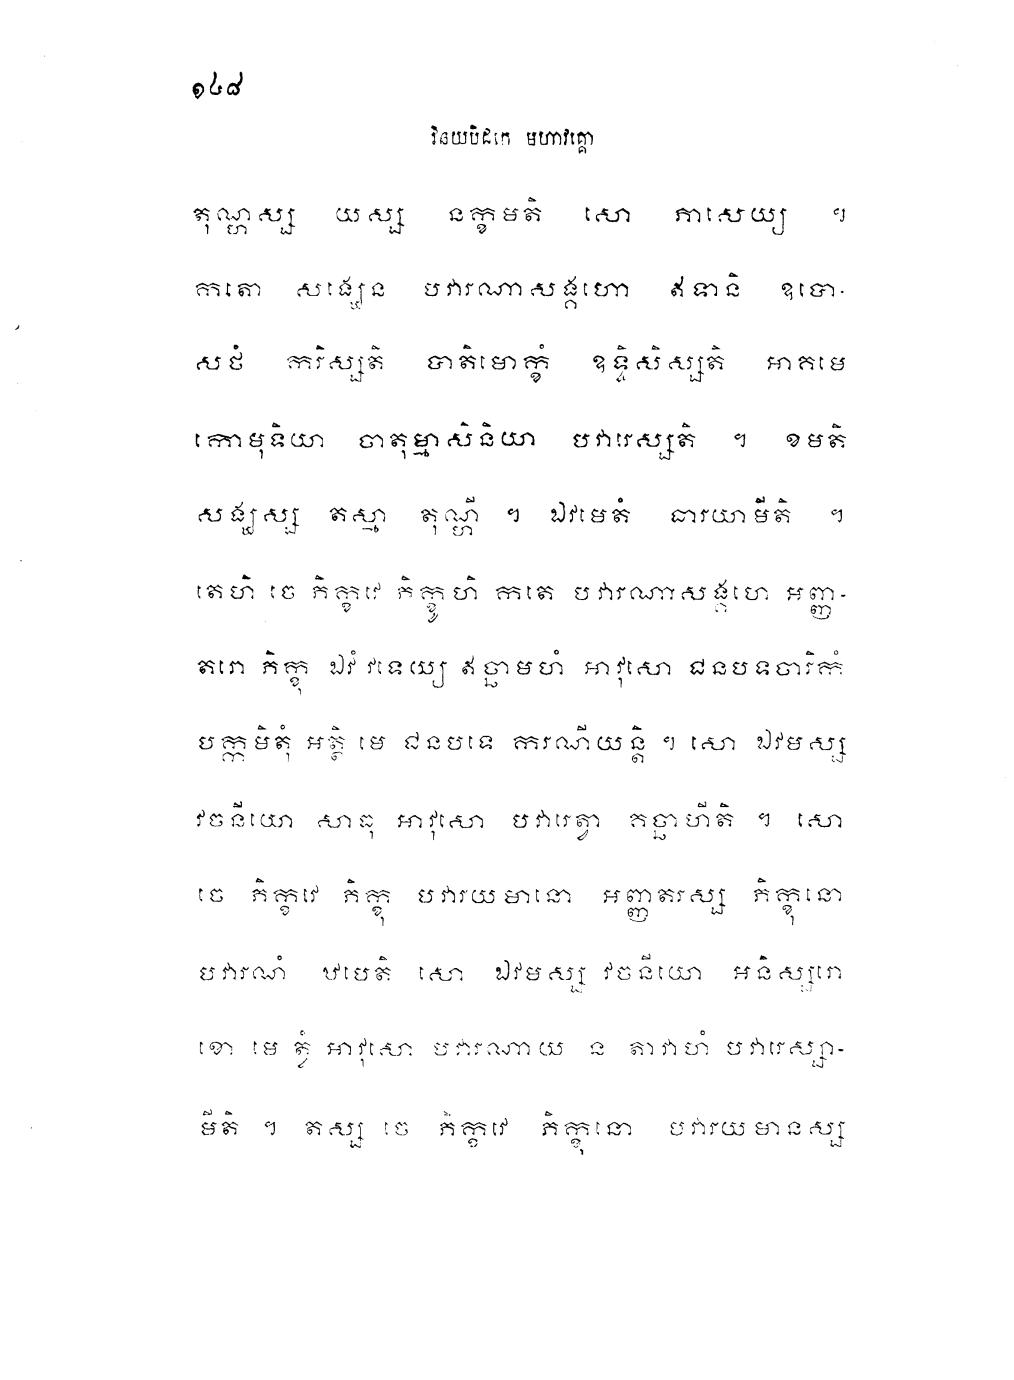 ១៤៨
វិនយបិដកេ មហាវគ្គោ
តុណ្ហស្ស យស្ស នក្ខមតិ សោ ភាសេយ្យ ។
កតោ សង្ឃេន បវារណាសង្គហោ ឥទានិ ឧបោ-
សថំ ករិស្សតិ បាតិមោក្ខំ ឧទ្ទិសិស្សតិ អាគមេ
កោមុទិយា ចាតុម្មាសិនិយា បវារេស្សតិ ។ ខមតិ
សង្ឃស្ស តស្មា តុណ្ហី ។ ឯវមេតំ ធារយាមីតិ ។
តេហិ ចេ ភិក្ខវេ ភិក្ខូហិ កតេ បវារណាសង្គហេ អញ្ញ-
តរោ ភិក្ខុ ឯវំ វទេយ្យ ឥច្ឆាមហំ អាវុសោ ជនបទចារិកំ
បក្កមិតុំ អត្ថិ មេ ជនបទេ ករណីយន្តិ ។ សោ ឯវមស្ស
វចនីយោ សាធុ អាវុសោ បវារេត្វា គច្ឆាហីតិ ។ សោ
ចេ ភិក្ខវេ ភិក្ខុ បវារយមានោ អញ្ញតរស្ស ភិក្ខុនោ
បវារណំ ឋបេតិ សោ ឯវមស្ស វចនីយោ អនិស្សរោ
ខោ មេ ត្វំ អាវុសោ បវារណាយ ន តាវាហំ បវារេស្សា-
មីតិ ។ តស្ស ចេ ភិក្ខវេ ភិក្ខុនោ បវារយមានស្ស